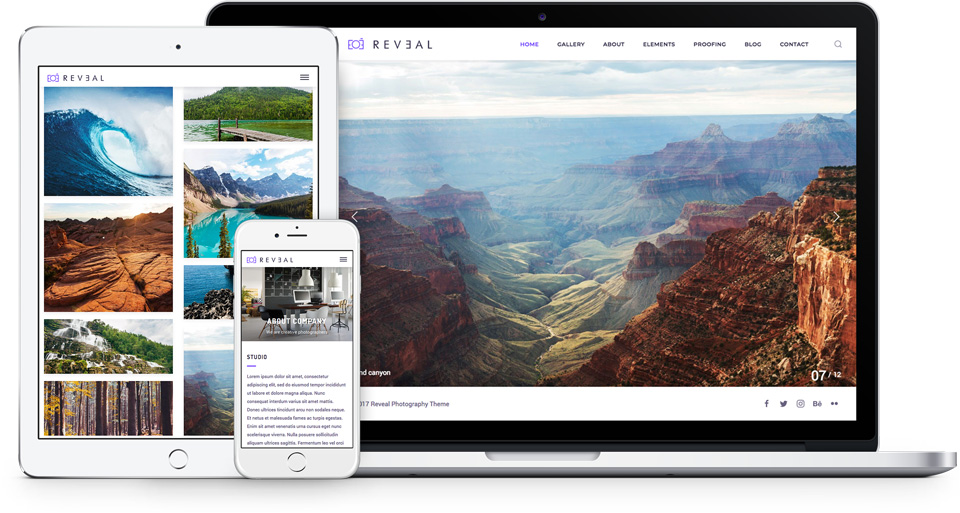 REVEAL
HOME GALLERY ABOUT ELEMENTS PROOFING BLOG CONTACT
07 / 12
nd canyon
017 Reveal Photography Theme
Bē
REVEAL
REVEAL
ABOUT COMPANY
We are creative photographers
STUDIO
Lorem ipsum dolor sit amet, consectetur
adipiscing elit, sed do eiusmod tempor incididunt
ut labore et dolore magna aliqua. Nunc
consequat interdum varius sit amet mattis.
Donec ultrices tincidunt arcu non sodales neque.
Et netus et malesuada fames ac turpis egestas.
Enim sit amet venenatis urna cursus eget nunc
scelerisque viverra. Nulla posuere sollicitudin
aliquam ultrices sagittis. Fermentum leo vel orci